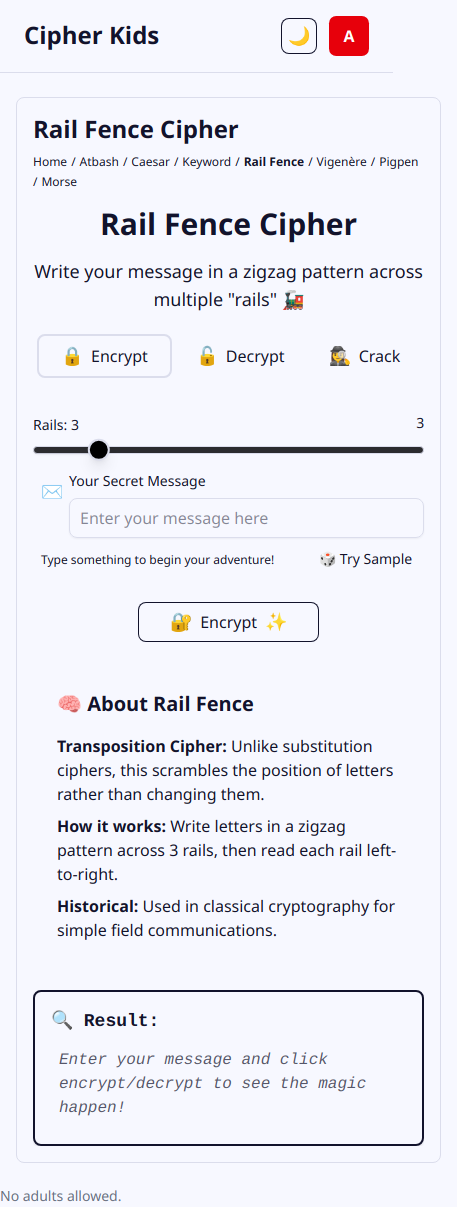 Cipher Kids
🌙
A
Rail Fence Cipher
Home / Atbash / Caesar / Keyword / Rail Fence / Vigenère / Pigpen
/ Morse
Rail Fence Cipher
Write your message in a zigzag pattern across
multiple "rails" 🚂
🔒 Encrypt
🔓 Decrypt
🕵️ Crack
Rails: 3
3
✉️
Your Secret Message
Enter your message here
Type something to begin your adventure!
🎲 Try Sample
🔐 Encrypt ✨
🧠 About Rail Fence
Transposition Cipher: Unlike substitution
ciphers, this scrambles the position of letters
rather than changing them.
How it works: Write letters in a zigzag
pattern across 3 rails, then read each rail left-
to-right.
Historical: Used in classical cryptography for
simple field communications.
🔍 Result:
Enter your message and click
encrypt/decrypt to see the magic
happen!
No adults allowed.